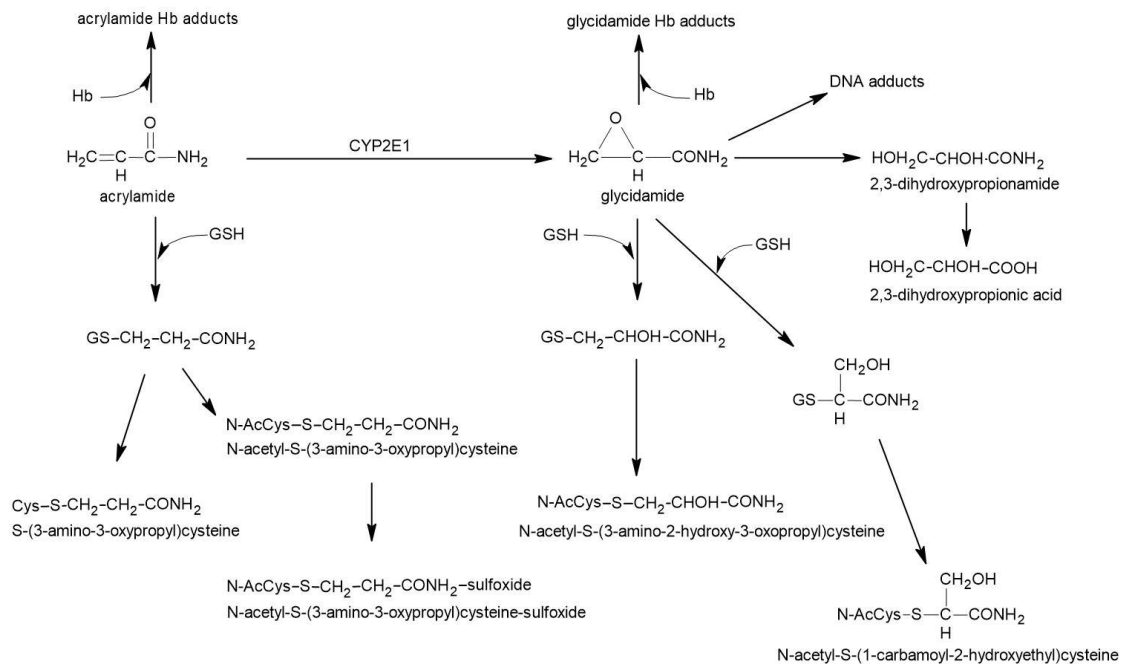 acrylamide Hb adducts
glycidamide Hb adducts
Hb
Hb
DNA adducts
O
H₂C=C–C–NH₂
H
acrylamide
CYP2E1
O
H₂C–C–CONH₂
H
glycidamide
HOH₂C–CHOH–CONH₂
2,3-dihydroxypropionamide
GSH
GSH
GSH
HOH₂C–CHOH–COOH
2,3-dihydroxypropionic acid
GS–CH₂–CH₂–CONH₂
GS–CH₂–CHOH–CONH₂
CH₂OH
GS–C–CONH₂
H
N-AcCys–S–CH₂–CH₂–CONH₂
N-acetyl-S-(3-amino-3-oxypropyl)cysteine
Cys–S–CH₂–CH₂–CONH₂
S-(3-amino-3-oxypropyl)cysteine
N-AcCys–S–CH₂–CHOH–CONH₂
N-acetyl-S-(3-amino-2-hydroxy-3-oxopropyl)cysteine
N-AcCys–S–CH₂–CH₂–CONH₂–sulfoxide
N-acetyl-S-(3-amino-3-oxypropyl)cysteine-sulfoxide
CH₂OH
N-AcCys–S–C–CONH₂
H
N-acetyl-S-(1-carbamoyl-2-hydroxyethyl)cysteine